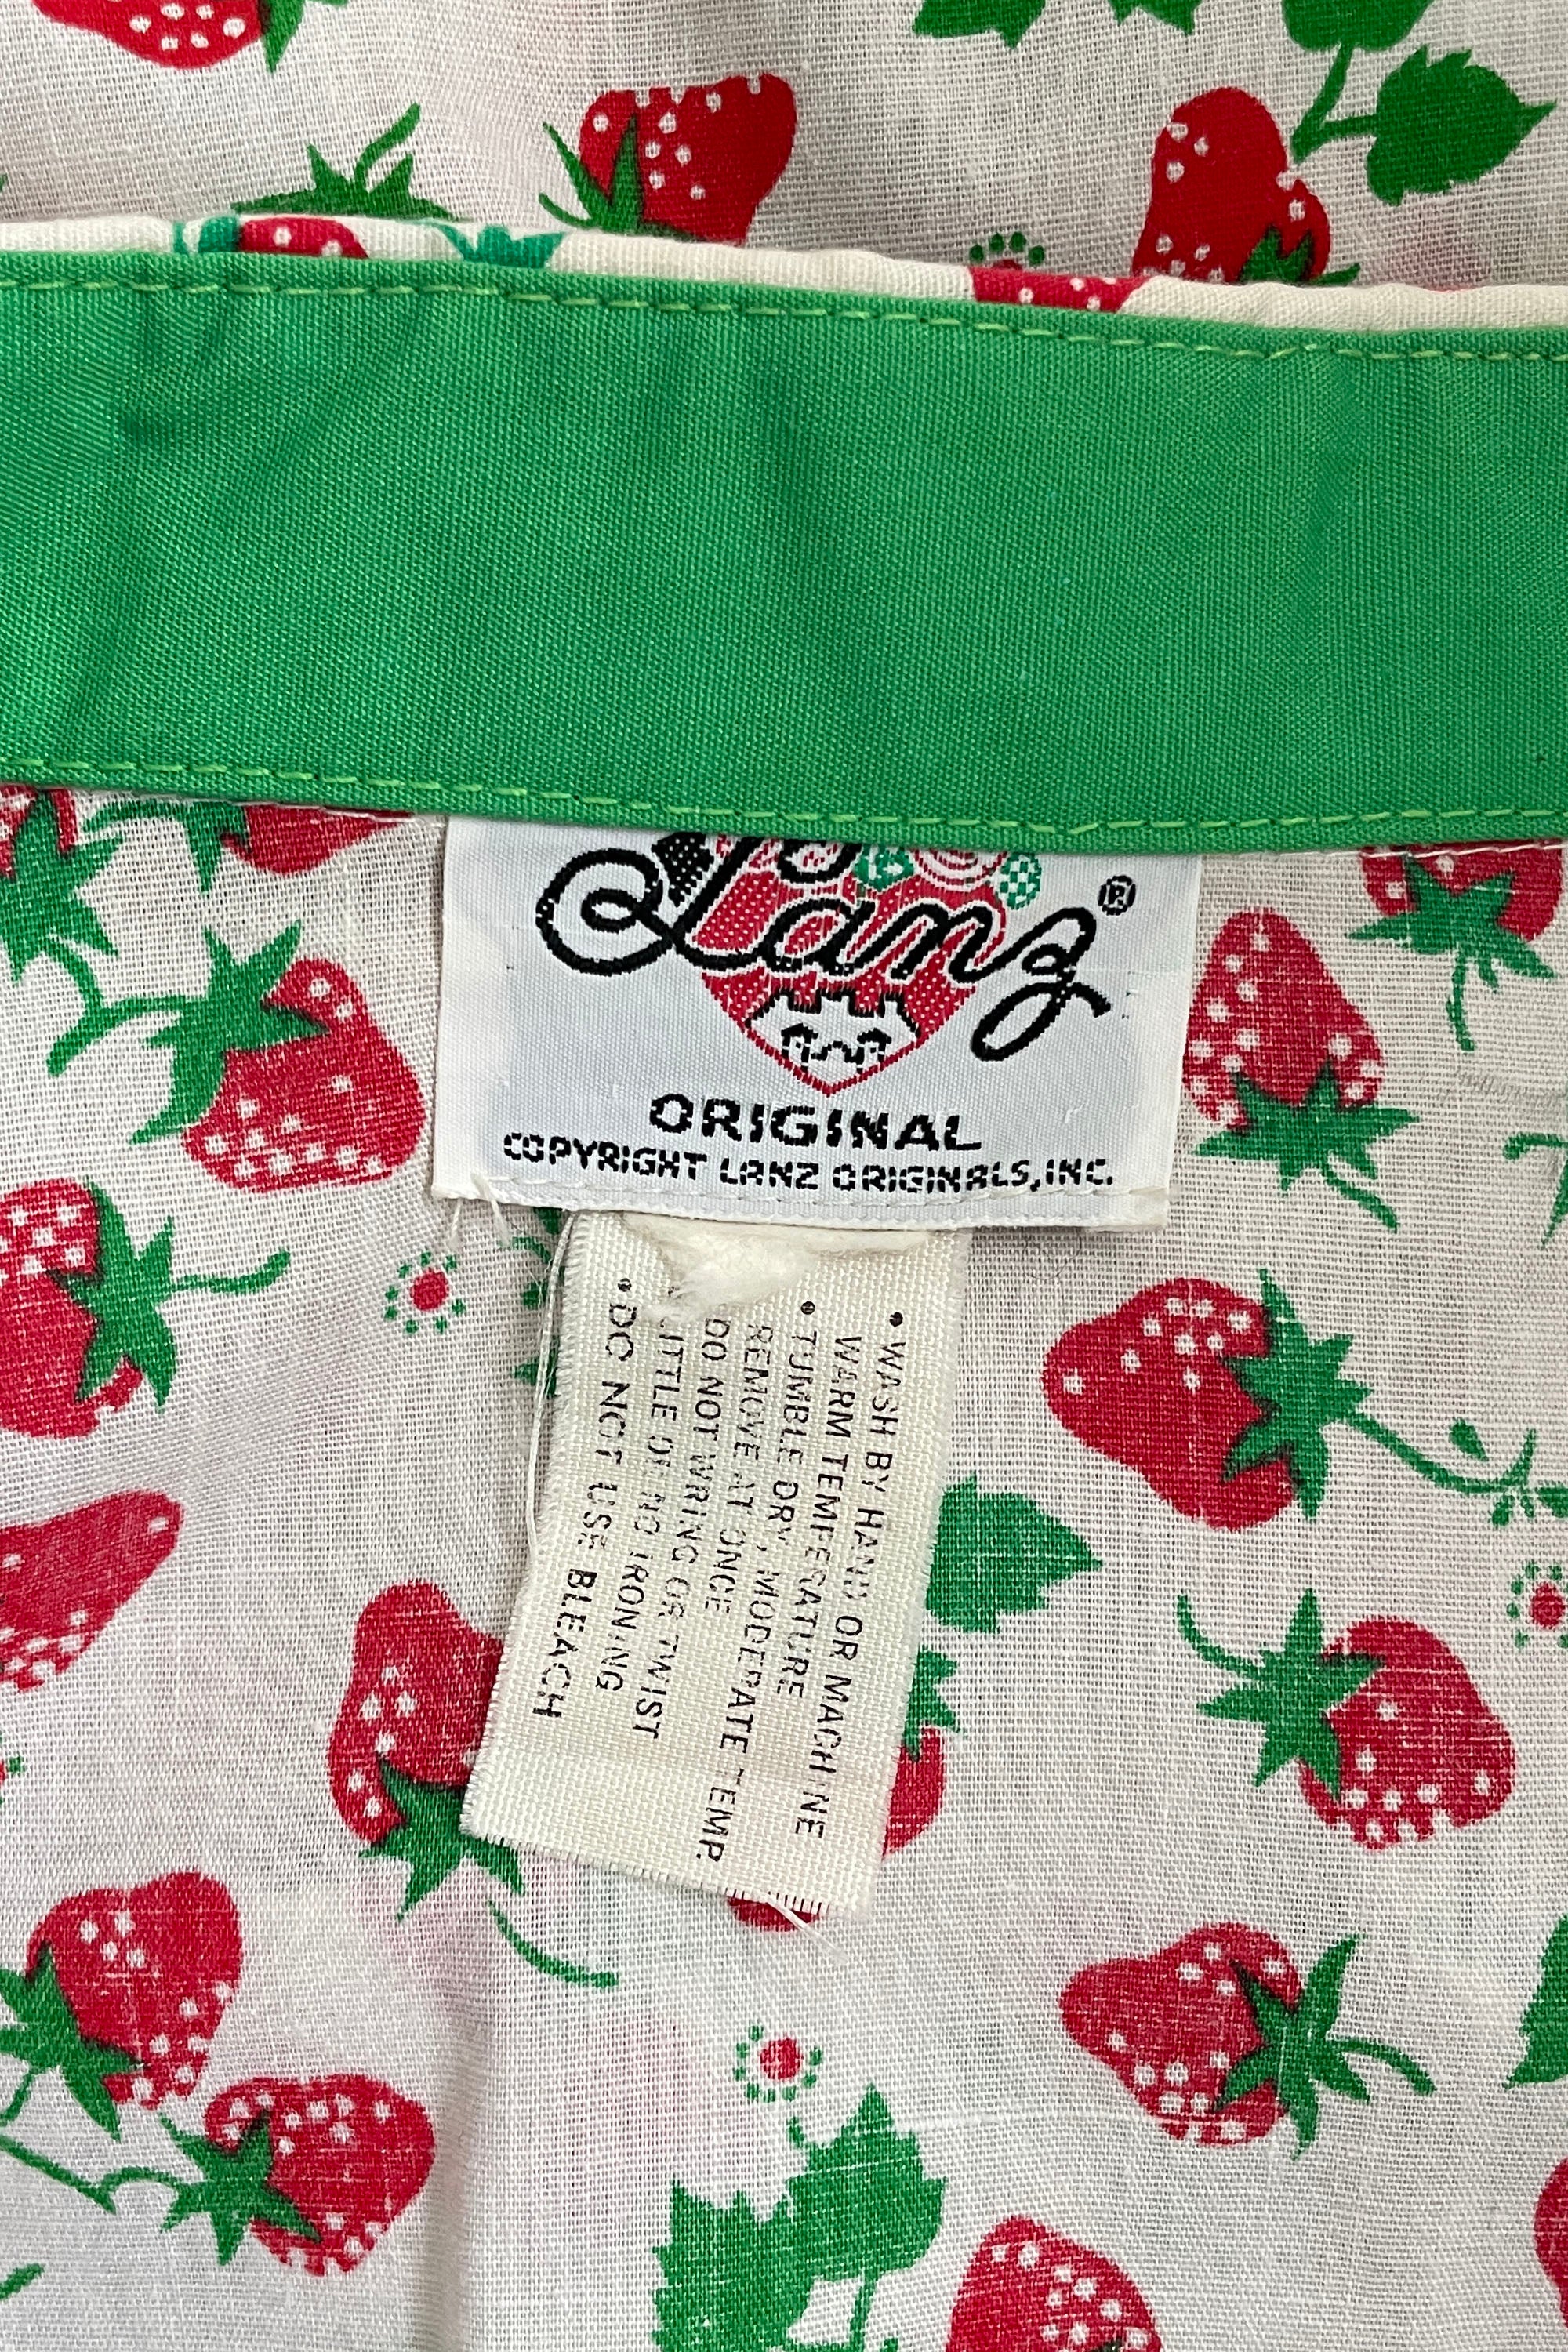 Lanz®
ORIGINAL
COPYRIGHT LANZ ORIGINALS, INC.
• WASH BY HAND OR MACHINE
WARM TEMPERATURE
• TUMBLE DRY, MODERATE TEMP.
REMOVE AT ONCE
DO NOT WRING OR TWIST
LITTLE OR NO IRONING
• DO NOT USE BLEACH